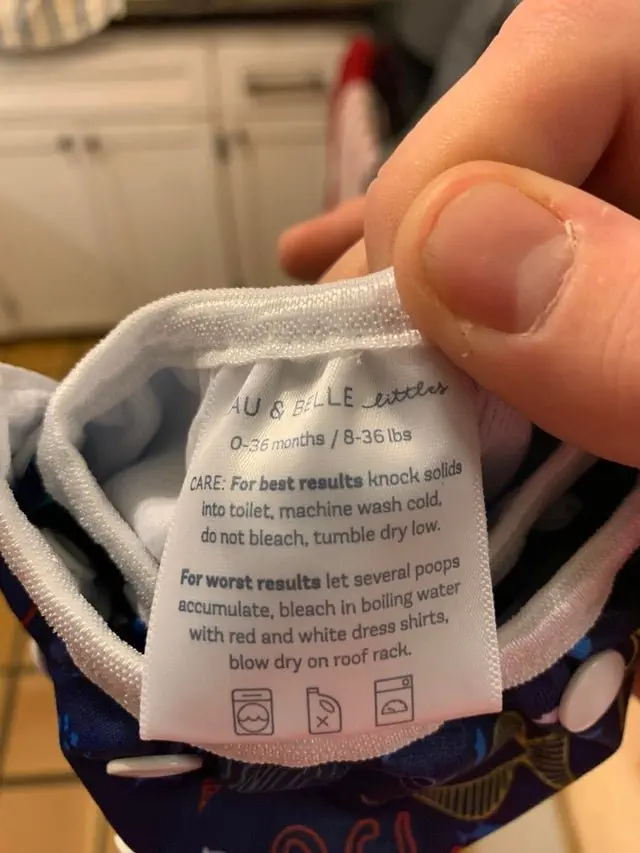 AU & BELLE littles
0-36 months / 8-36 lbs
CARE: For best results knock solids
into toilet, machine wash cold,
do not bleach, tumble dry low.
For worst results let several poops
accumulate, bleach in boiling water
with red and white dress shirts,
blow dry on roof rack.